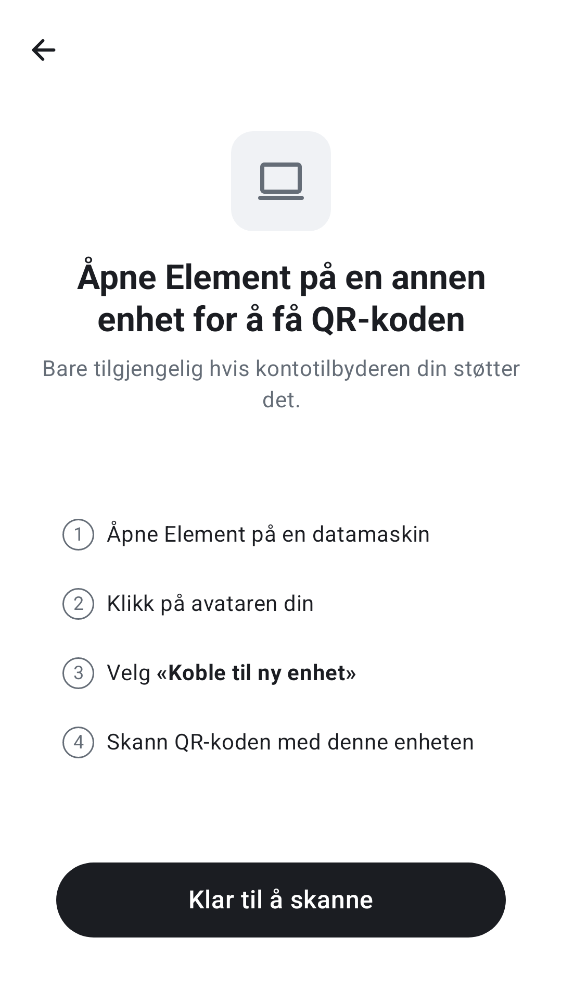 Åpne Element på en annen
enhet for å få QR-koden
Bare tilgjengelig hvis kontotilbyderen din støtter
det.
1 Åpne Element på en datamaskin
2 Klikk på avataren din
3 Velg «Koble til ny enhet»
4 Skann QR-koden med denne enheten
Klar til å skanne